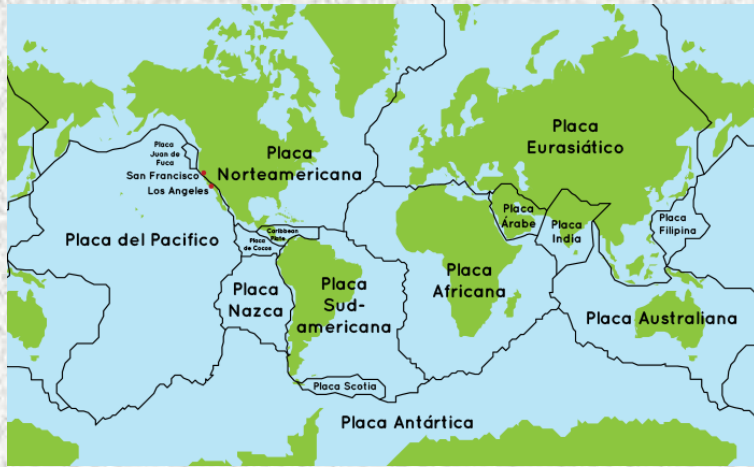 Placa
Juan de
Fuca
San Francisco
Los Angeles
Placa
Norteamericana
Placa
Eurasiático
Placa del Pacifico
Caribbean
Plate
Placa
de Cocos
Placa
Nazca
Placa
Sud-
americana
Placa
Africana
Placa
Árabe
Placa
India
Placa
Filipina
Placa Australiana
Placa Scotia
Placa Antártica